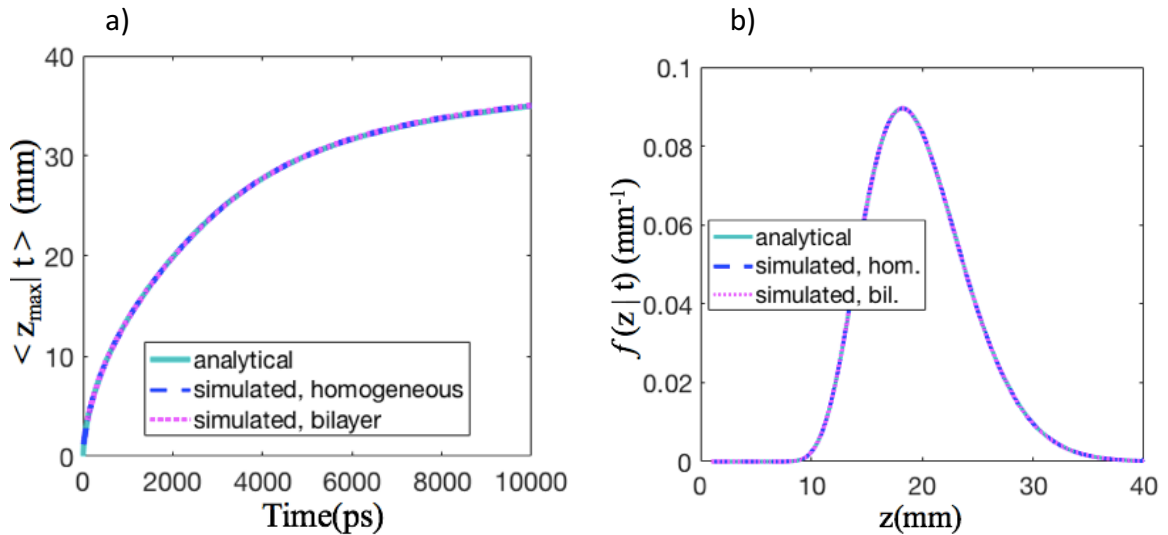 a)
40
30
20
10
0
< z_max | t > (mm)
analytical
simulated, homogeneous
simulated, bilayer
0 2000 4000 6000 8000 10000
Time(ps)
b)
0.1
0.08
0.06
0.04
0.02
0
f (z | t) (mm⁻¹)
analytical
simulated, hom.
simulated, bil.
0 10 20 30 40
z(mm)